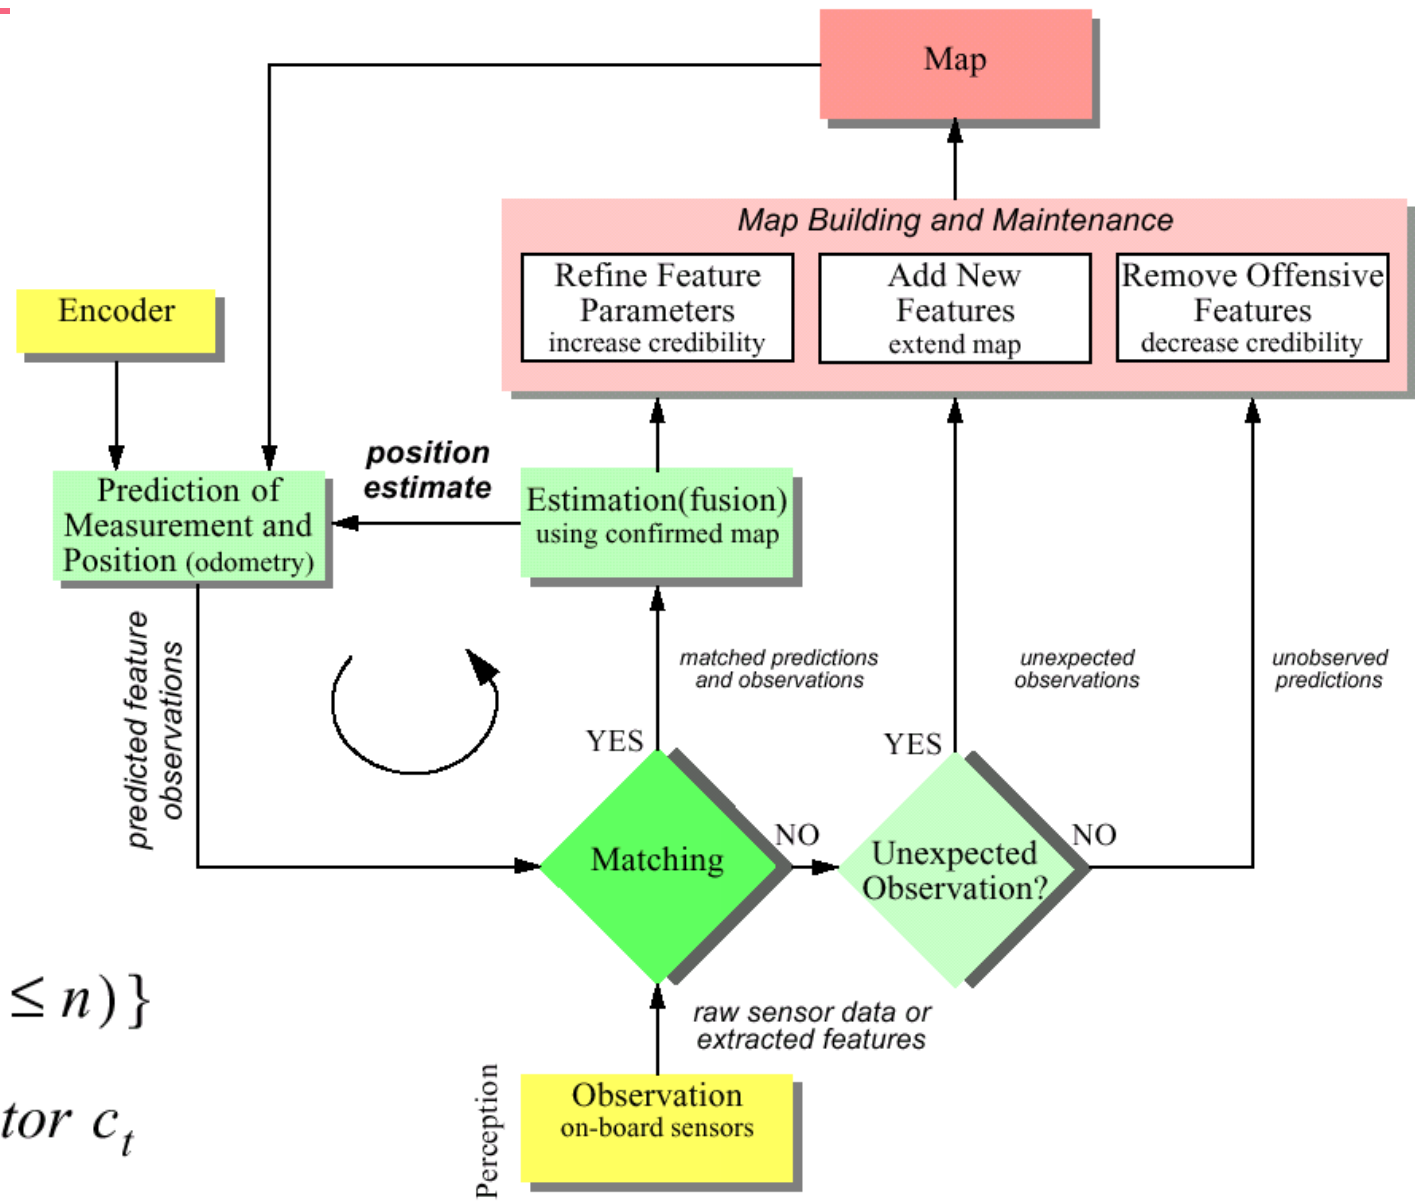 Map
Map Building and Maintenance
Refine Feature
Parameters
increase credibility
Add New
Features
extend map
Remove Offensive
Features
decrease credibility
Encoder
position
estimate
Prediction of
Measurement and
Position (odometry)
Estimation(fusion)
using confirmed map
predicted feature
observations
matched predictions
and observations
unexpected
observations
unobserved
predictions
YES
YES
Matching
NO
Unexpected
Observation?
NO
≤ n)}
raw sensor data or
extracted features
Perception
Observation
on-board sensors
tor c_t